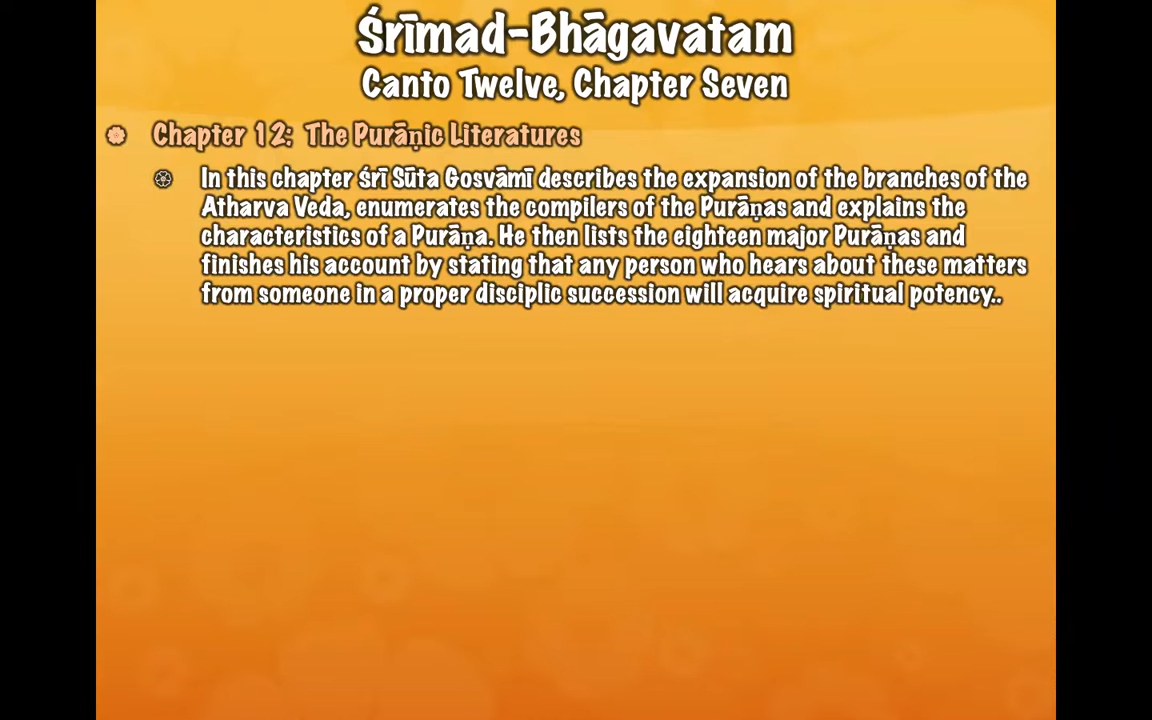 Śrīmad-Bhāgavatam
Canto Twelve, Chapter Seven
Chapter 12: The Purāṇic Literatures
In this chapter śrī Sūta Gosvāmī describes the expansion of the branches of the
Atharva Veda, enumerates the compilers of the Purāṇas and explains the
characteristics of a Purāṇa. He then lists the eighteen major Purāṇas and
finishes his account by stating that any person who hears about these matters
from someone in a proper disciplic succession will acquire spiritual potency..